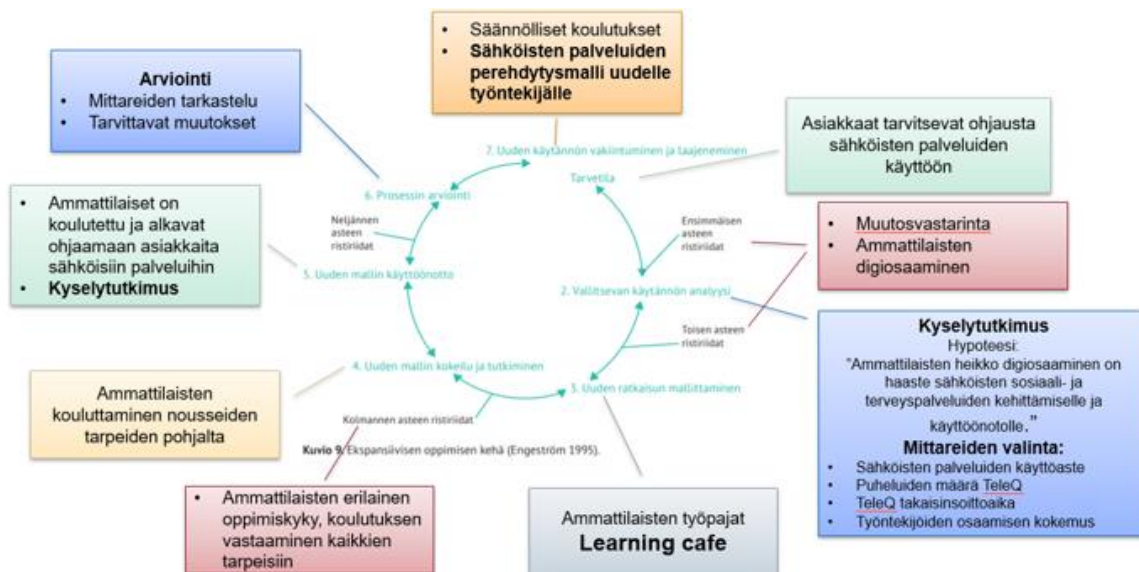 • Säännölliset koulutukset
• Sähköisten palveluiden
perehdytysmalli uudelle
työntekijälle
Arviointi
• Mittareiden tarkastelu
• Tarvittavat muutokset
Asiakkaat tarvitsevat ohjausta
sähköisten palveluiden
käyttöön
7. Uuden käytännön vakiintuminen ja laajeneminen
Tarvetila
6. Prosessin arviointi
• Ammattilaiset on
koulutettu ja alkavat
ohjaamaan asiakkaita
sähköisiin palveluihin
• Kyselytutkimus
Neljännen
asteen
ristiriidat
Ensimmäisen
asteen
ristiriidat
• Muutosvastarinta
• Ammattilaisten
digiosaaminen
5. Uuden mallin käyttöönotto
2. Vallitsevan käytännön analyysi
Toisen asteen
ristiriidat
Kyselytutkimus
Hypoteesi:
"Ammattilaisten heikko digiosaaminen on
haaste sähköisten sosiaali- ja
terveyspalveluiden kehittämiselle ja
käyttöönotolle."
Mittareiden valinta:
• Sähköisten palveluiden käyttöaste
• Puheluiden määrä TeleQ
• TeleQ takaisinsoittoaika
• Työntekijöiden osaamisen kokemus
4. Uuden mallin kokeilu ja tutkiminen
3. Uuden ratkaisun mallittaminen
Ammattilaisten
kouluttaminen nousseiden
tarpeiden pohjalta
Kolmannen asteen ristiriidat
Kuvio 9. Ekspansiivisen oppimisen kehä (Engeström 1995).
• Ammattilaisten erilainen
oppimiskyky, koulutuksen
vastaaminen kaikkien
tarpeisiin
Ammattilaisten työpajat
Learning cafe